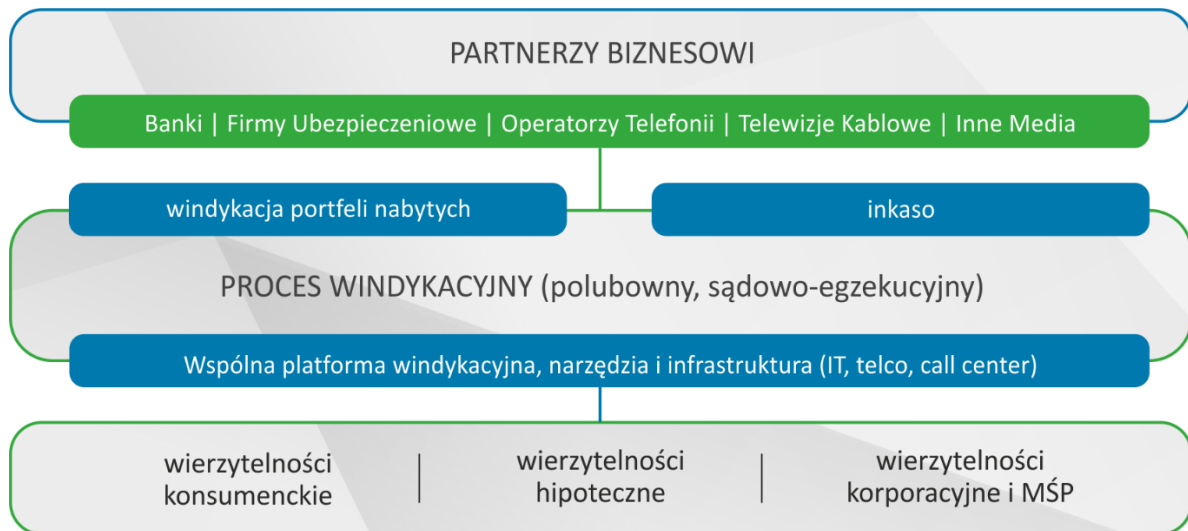 PARTNERZY BIZNESOWI
Banki | Firmy Ubezpieczeniowe | Operatorzy Telefonii | Telewizje Kablowe | Inne Media
windykacja portfeli nabytych
inkaso
PROCES WINDYKACYJNY (polubowny, sądowo-egzekucyjny)
Wspólna platforma windykacyjna, narzędzia i infrastruktura (IT, telco, call center)
wierzytelności
konsumenckie
wierzytelności
hipoteczne
wierzytelności
korporacyjne i MŚP